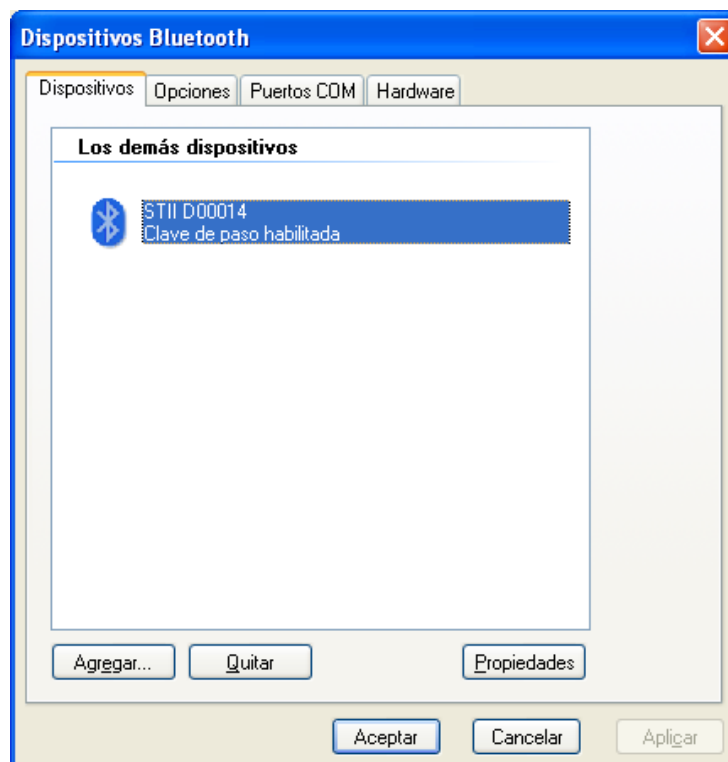 Dispositivos Bluetooth
Dispositivos
Opciones
Puertos COM
Hardware
Los demás dispositivos
STII D00014
Clave de paso habilitada
Agregar...
Quitar
Propiedades
Aceptar
Cancelar
Aplicar